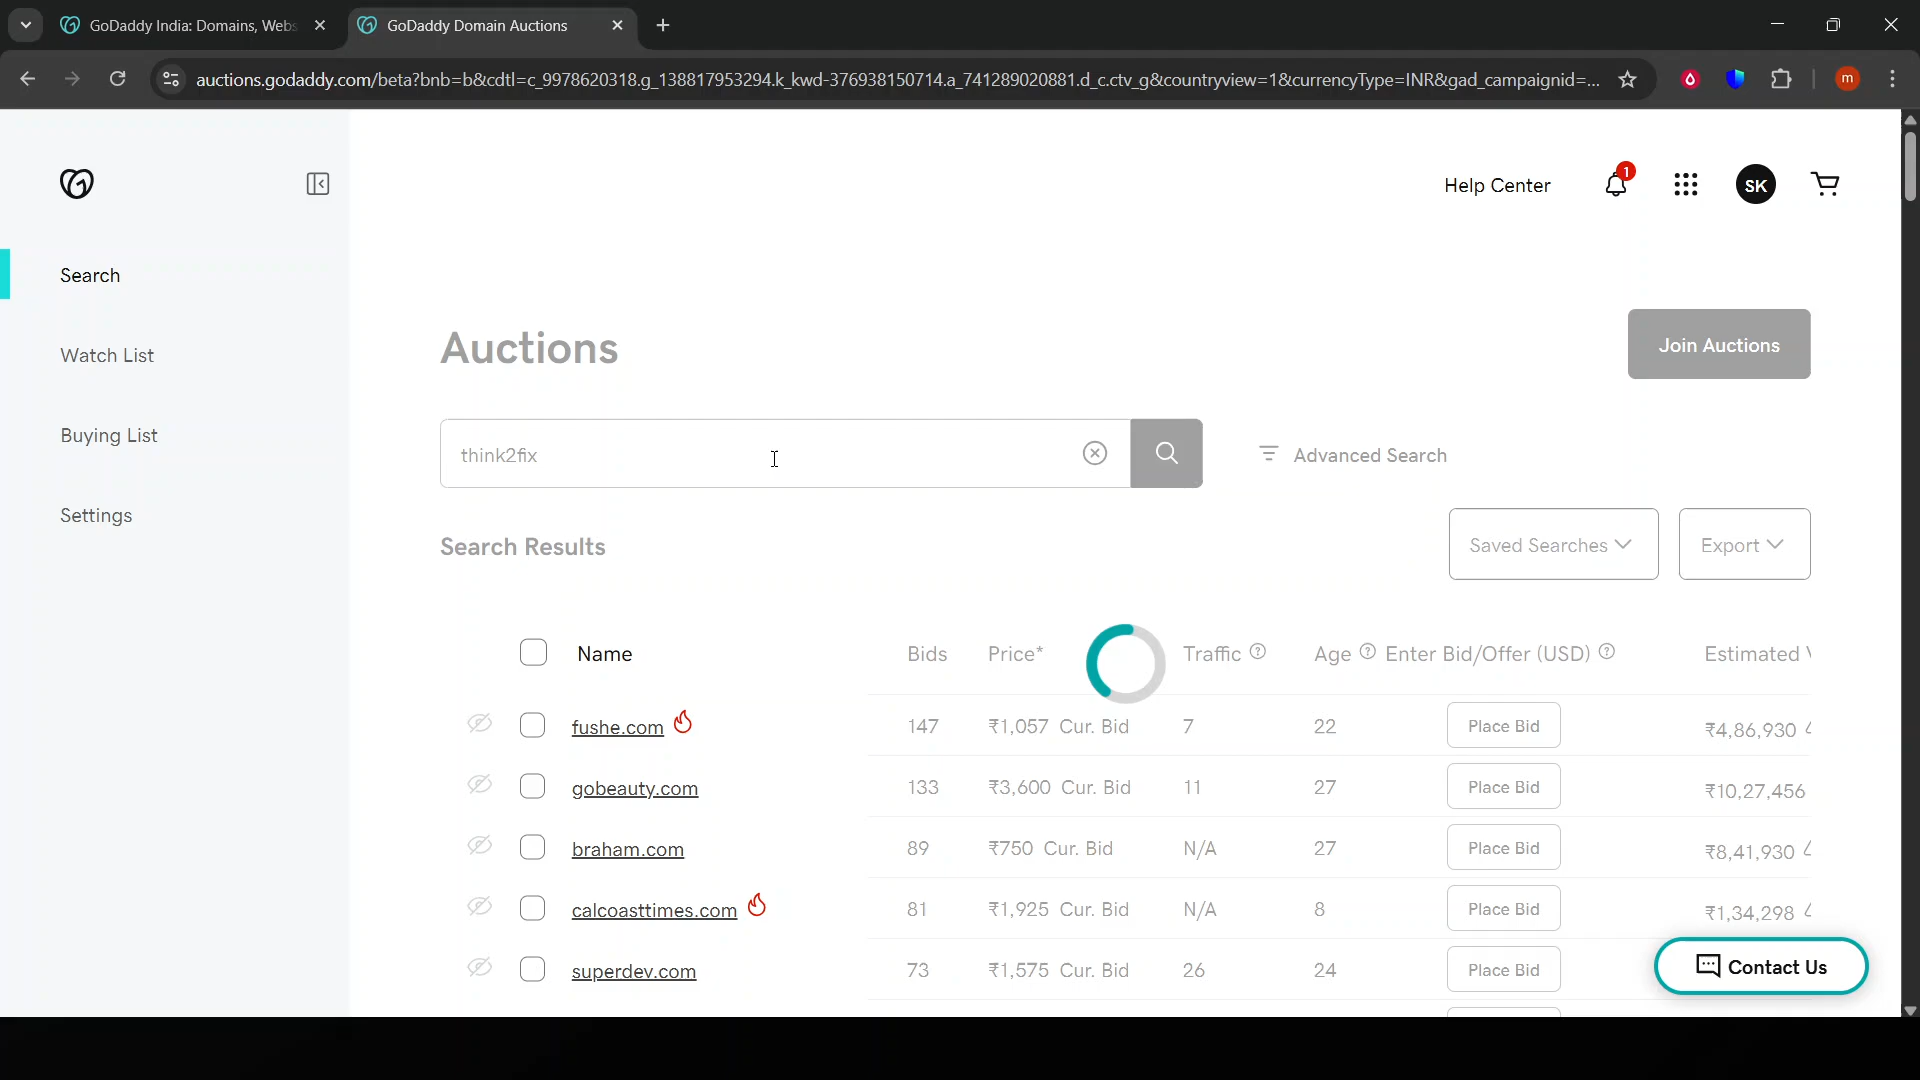 GoDaddy India: Domains, Webs
GoDaddy Domain Auctions
auctions.godaddy.com/beta?bnb=b&cdtl=c_9978620318.g_138817953294.k_kwd-376938150714.a_741289020881.d_c.ctv_g&countryview=1&currencyType=INR&gad_campaignid=...
m
Help Center
1
SK
Search
Watch List
Buying List
Settings
Auctions
Join Auctions
think2fix
Advanced Search
Search Results
Saved Searches
Export
Name Bids Price* Traffic ? Age ? Enter Bid/Offer (USD) ? Estimated
fushe.com 147 ₹1,057 Cur. Bid 7 22 Place Bid ₹4,86,930
gobeauty.com 133 ₹3,600 Cur. Bid 11 27 Place Bid ₹10,27,456
braham.com 89 ₹750 Cur. Bid N/A 27 Place Bid ₹8,41,930
calcoasttimes.com 81 ₹1,925 Cur. Bid N/A 8 Place Bid ₹1,34,298
superdev.com 73 ₹1,575 Cur. Bid 26 24 Place Bid
Contact Us